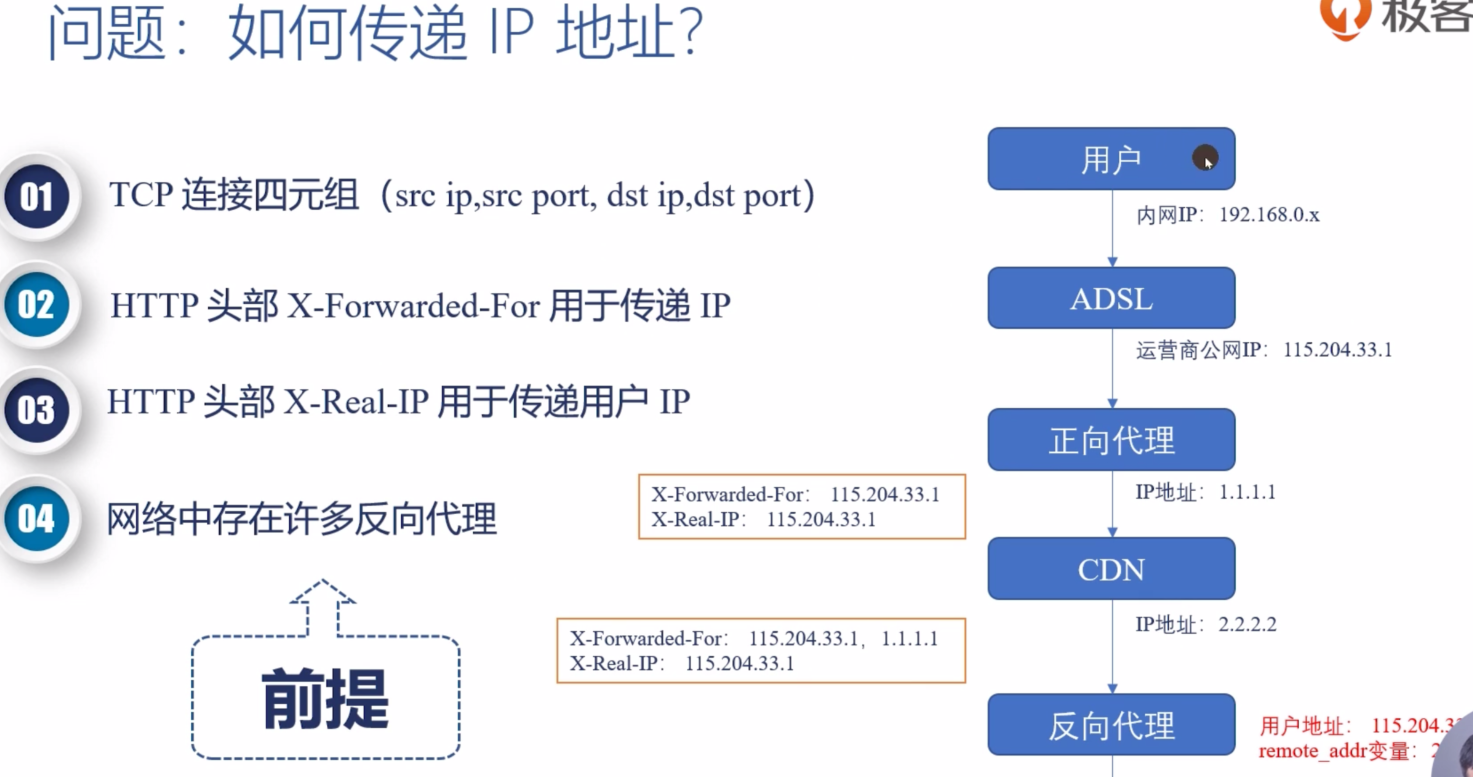 问题：如何传递 IP 地址？
极客
01
TCP 连接四元组（src ip,src port, dst ip,dst port）
02
HTTP 头部 X-Forwarded-For 用于传递 IP
03
HTTP 头部 X-Real-IP 用于传递用户 IP
04
网络中存在许多反向代理
前提
用户
内网IP：192.168.0.x
ADSL
运营商公网IP：115.204.33.1
正向代理
X-Forwarded-For： 115.204.33.1
X-Real-IP： 115.204.33.1
IP地址：1.1.1.1
CDN
IP地址：2.2.2.2
X-Forwarded-For： 115.204.33.1，1.1.1.1
X-Real-IP： 115.204.33.1
反向代理
用户地址： 115.204.3
remote_addr变量：